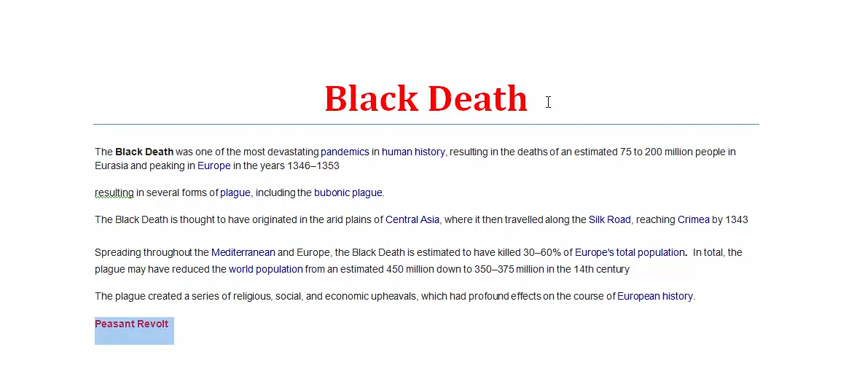 Black Death
The Black Death was one of the most devastating pandemics in human history, resulting in the deaths of an estimated 75 to 200 million people in
Eurasia and peaking in Europe in the years 1346–1353
resulting in several forms of plague, including the bubonic plague.
The Black Death is thought to have originated in the arid plains of Central Asia, where it then travelled along the Silk Road, reaching Crimea by 1343
Spreading throughout the Mediterranean and Europe, the Black Death is estimated to have killed 30–60% of Europe's total population. In total, the
plague may have reduced the world population from an estimated 450 million down to 350–375 million in the 14th century
The plague created a series of religious, social, and economic upheavals, which had profound effects on the course of European history.
Peasant Revolt